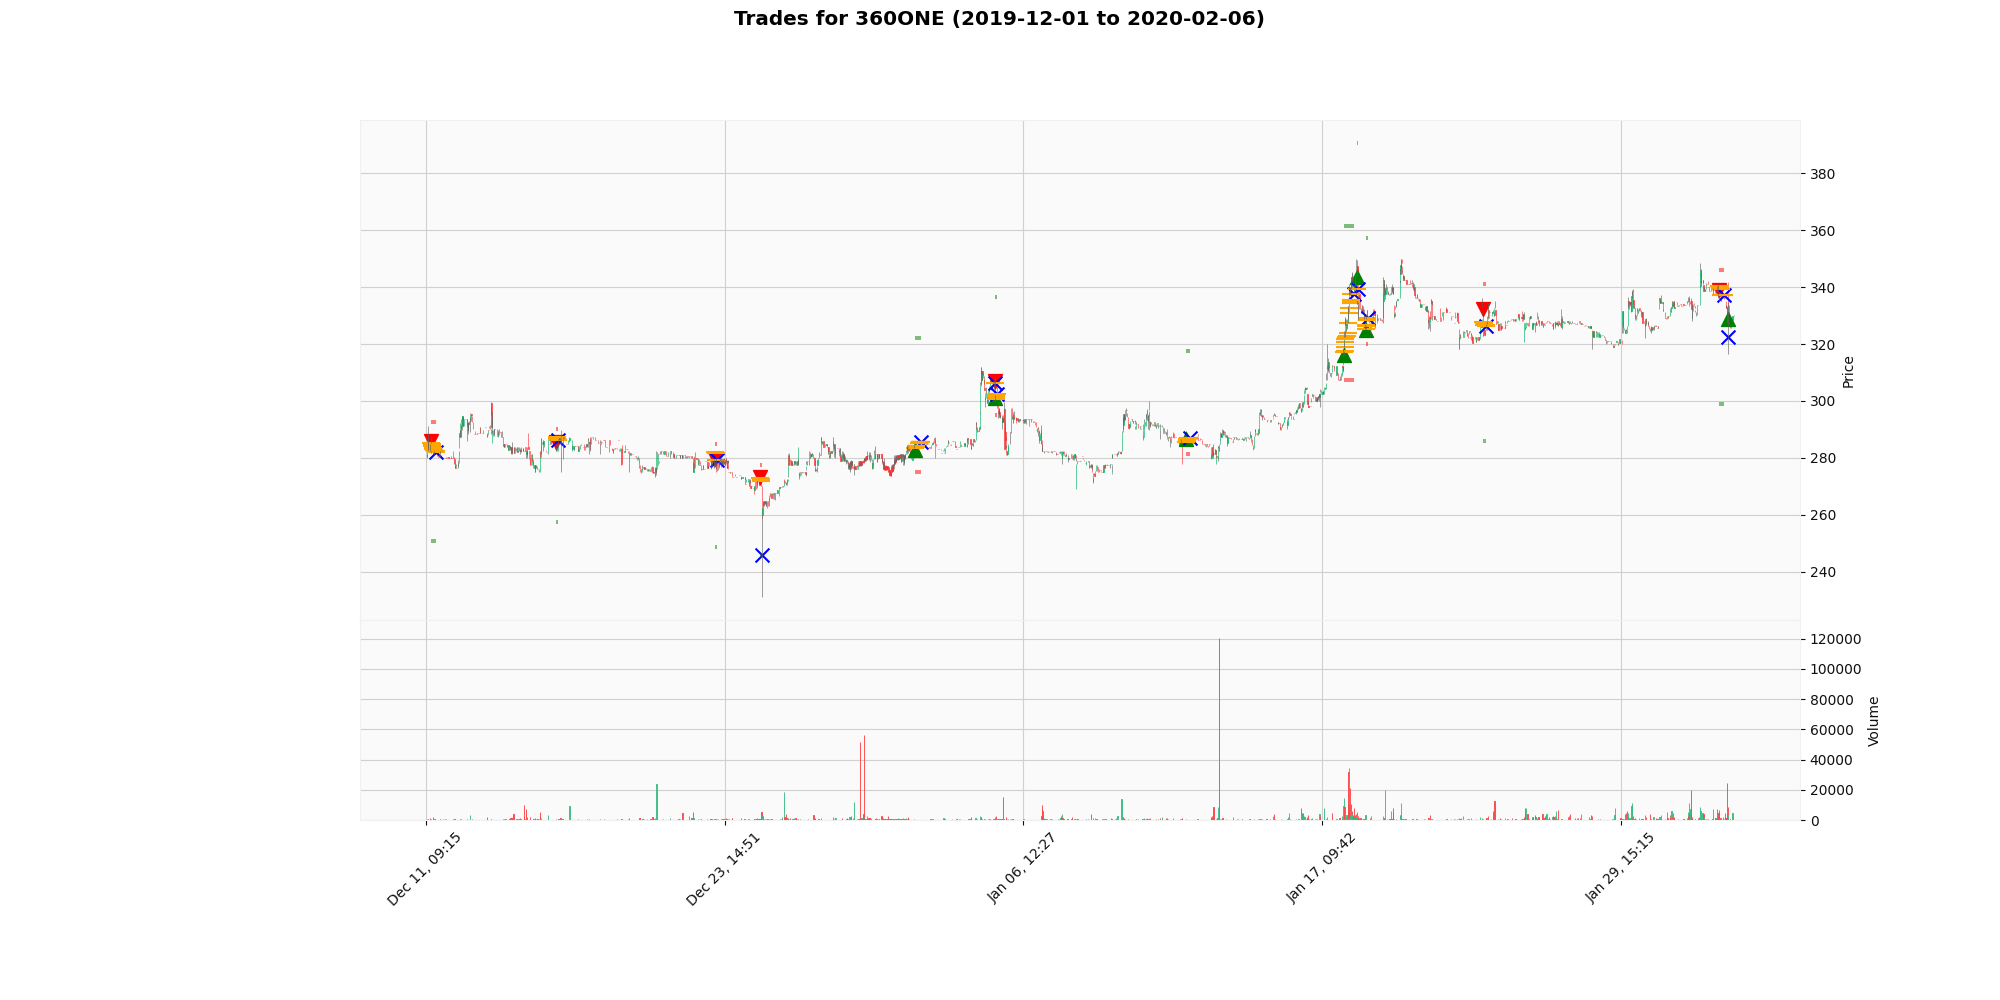 Trades for 360ONE (2019-12-01 to 2020-02-06)
380
360
340
320
300
280
260
240
Price
120000
100000
80000
60000
40000
20000
0
Volume
Dec 11, 09:15
Dec 23, 14:51
Jan 06, 12:27
Jan 17, 09:42
Jan 29, 15:15